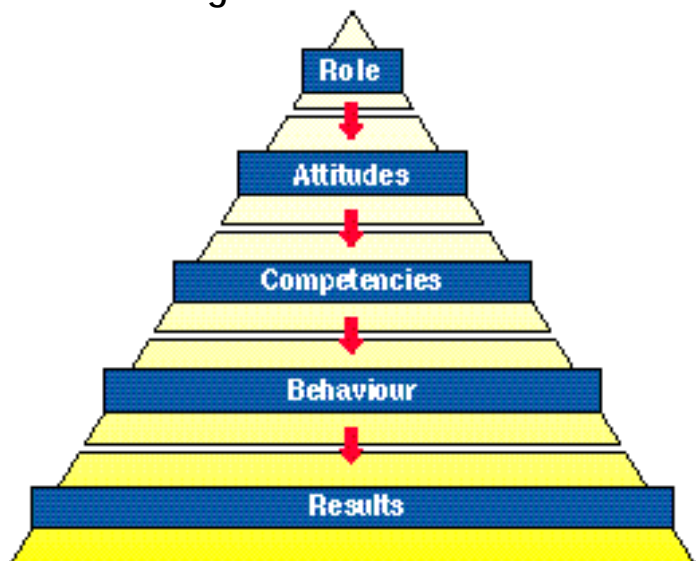 Role
Attitudes
Competencies
Behaviour
Results